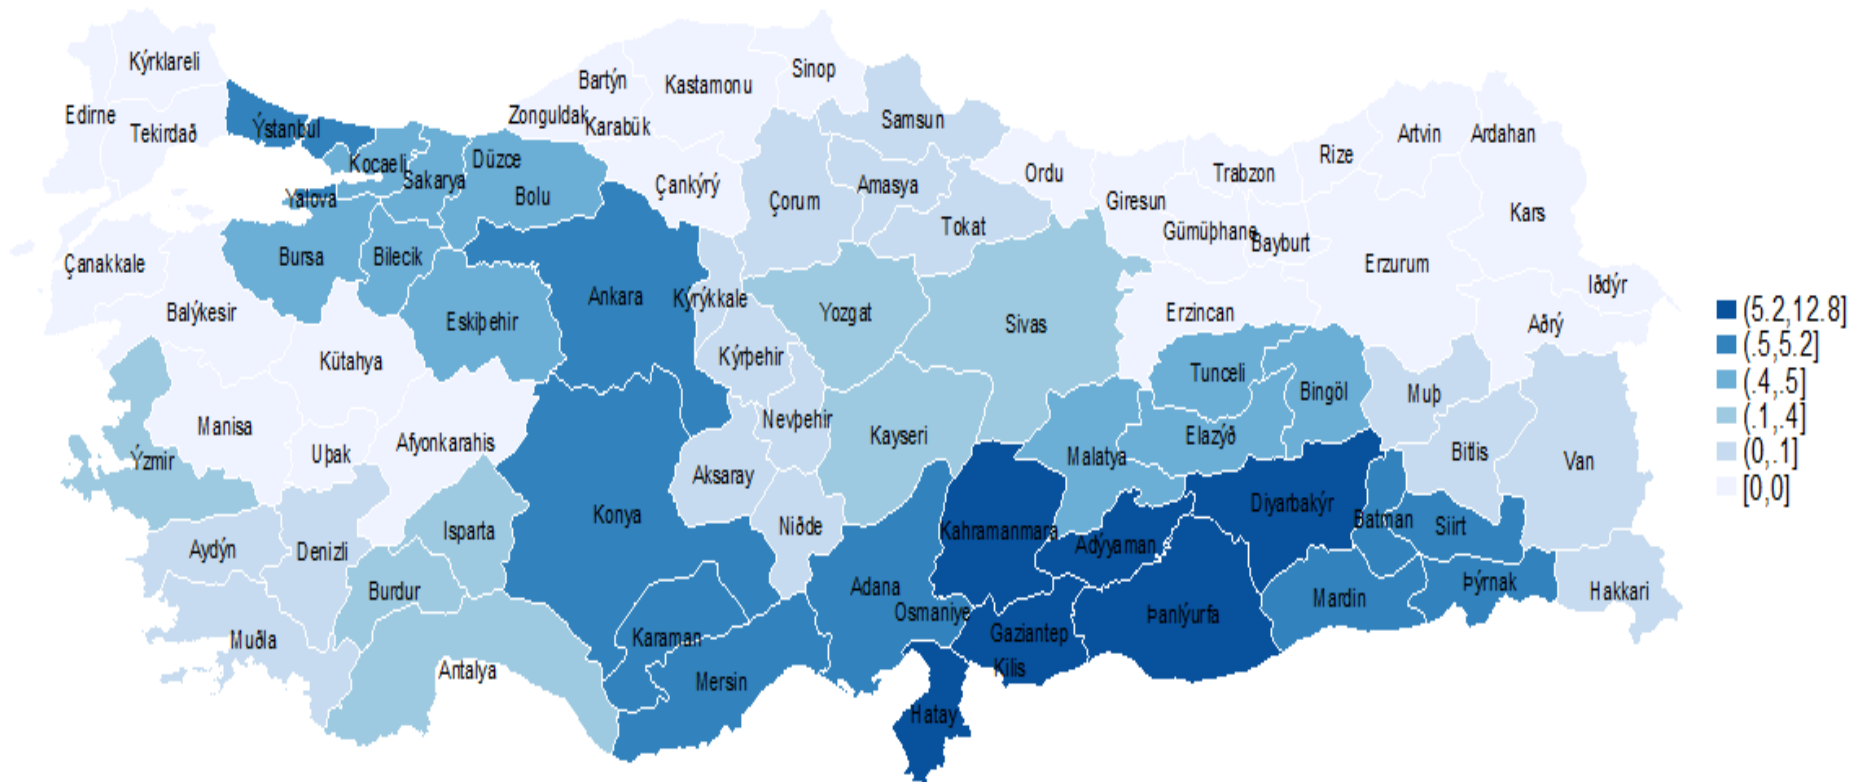 Kýrklareli
Edirne
Tekirdað
Ýstanbul
Kocaeli
Sakarya
Düzce
Bolu
Yalova
Zonguldak
Bartýn
Karabük
Kastamonu
Sinop
Çankýrý
Samsun
Çorum
Amasya
Tokat
Ordu
Giresun
Trabzon
Gümüþhane
Bayburt
Rize
Artvin
Ardahan
Kars
Iðdýr
Erzurum
Aðrý
Erzincan
Çanakkale
Balýkesir
Bursa
Bilecik
Eskiþehir
Ankara
Kýrýkkale
Kýrþehir
Yozgat
Sivas
Tunceli
Bingöl
Muþ
Bitlis
Van
Kütahya
Manisa
Uþak
Afyonkarahis
Ýzmir
Nevþehir
Aksaray
Kayseri
Malatya
Elazýð
Aydýn
Denizli
Isparta
Burdur
Konya
Niðde
Kahramanmara
Adýyaman
Diyarbakýr
Batman
Siirt
Þýrnak
Hakkari
Muðla
Antalya
Karaman
Mersin
Adana
Osmaniye
Gaziantep
Kilis
Þanlýurfa
Mardin
Hatay
(5.2,12.8]
(.5,5.2]
(.4,.5]
(.1,.4]
(0,.1]
[0,0]